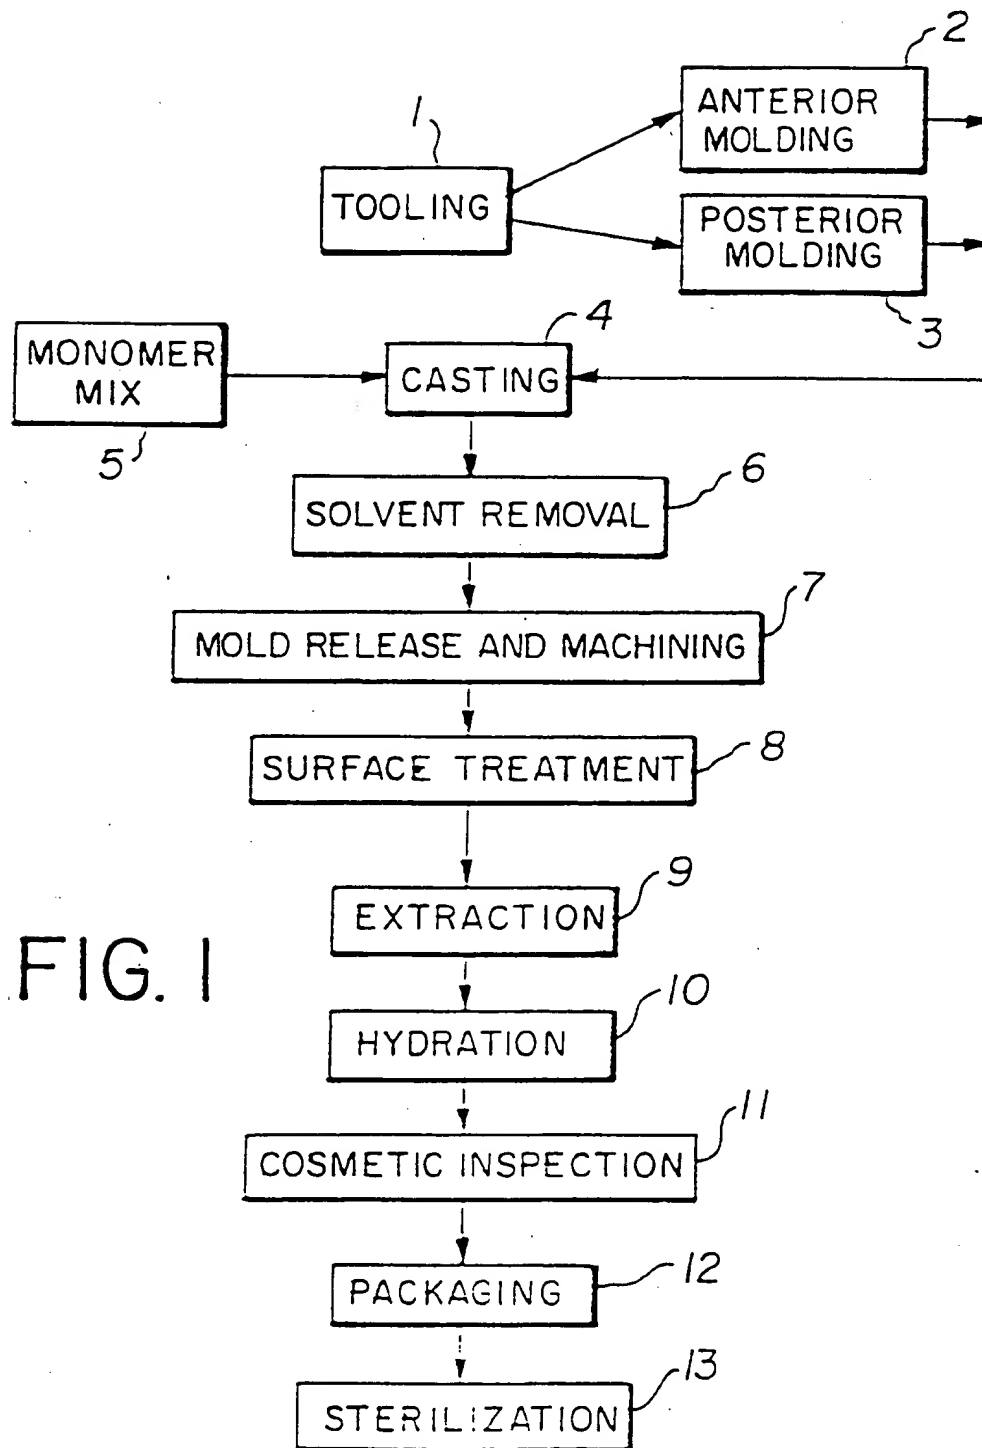 2
ANTERIOR
MOLDING
1
TOOLING
POSTERIOR
MOLDING
3
4
MONOMER
MIX
CASTING
5
6
SOLVENT REMOVAL
7
MOLD RELEASE AND MACHINING
8
SURFACE TREATMENT
9
EXTRACTION
FIG. 1
10
HYDRATION
11
COSMETIC INSPECTION
12
PACKAGING
13
STERILIZATION